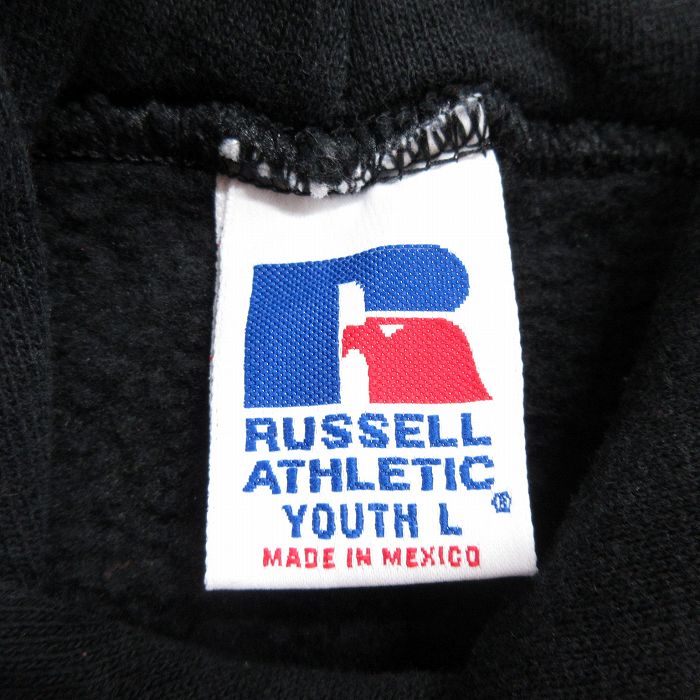 RUSSELL
ATHLETIC®
YOUTH L
MADE IN MEXICO